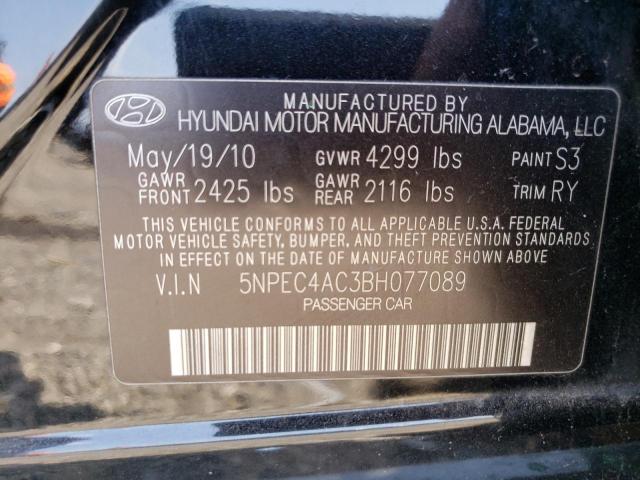 MANUFACTURED BY
HYUNDAI MOTOR MANUFACTURING ALABAMA, LLC
May/19/10 GVWR 4299 lbs PAINT S3
GAWR FRONT 2425 lbs GAWR REAR 2116 lbs TRIM RY
THIS VEHICLE CONFORMS TO ALL APPLICABLE U.S.A. FEDERAL
MOTOR VEHICLE SAFETY, BUMPER, AND THEFT PREVENTION STANDARDS
IN EFFECT ON THE DATE OF MANUFACTURE SHOWN ABOVE.
V.I.N 5NPEC4AC3BH077089
PASSENGER CAR